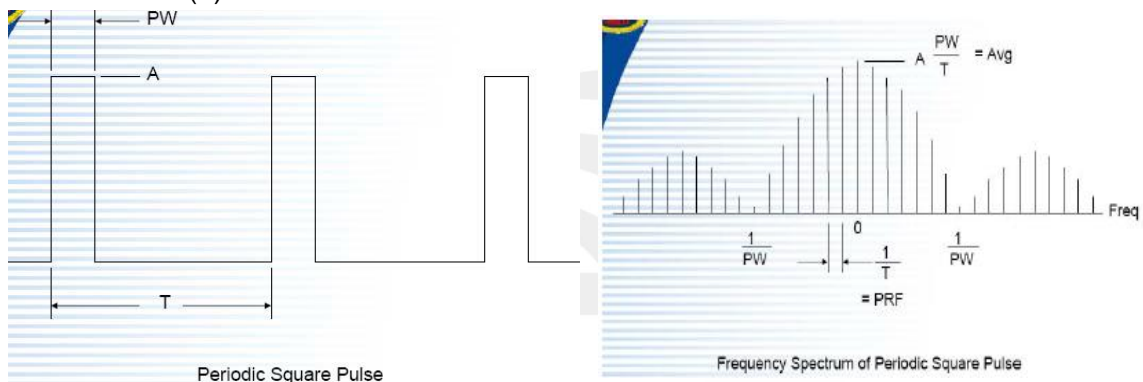 PW
A
T
Periodic Square Pulse
A PW/T = Avg
Freq
0
1/PW
1/T
1/PW
= PRF
Frequency Spectrum of Periodic Square Pulse